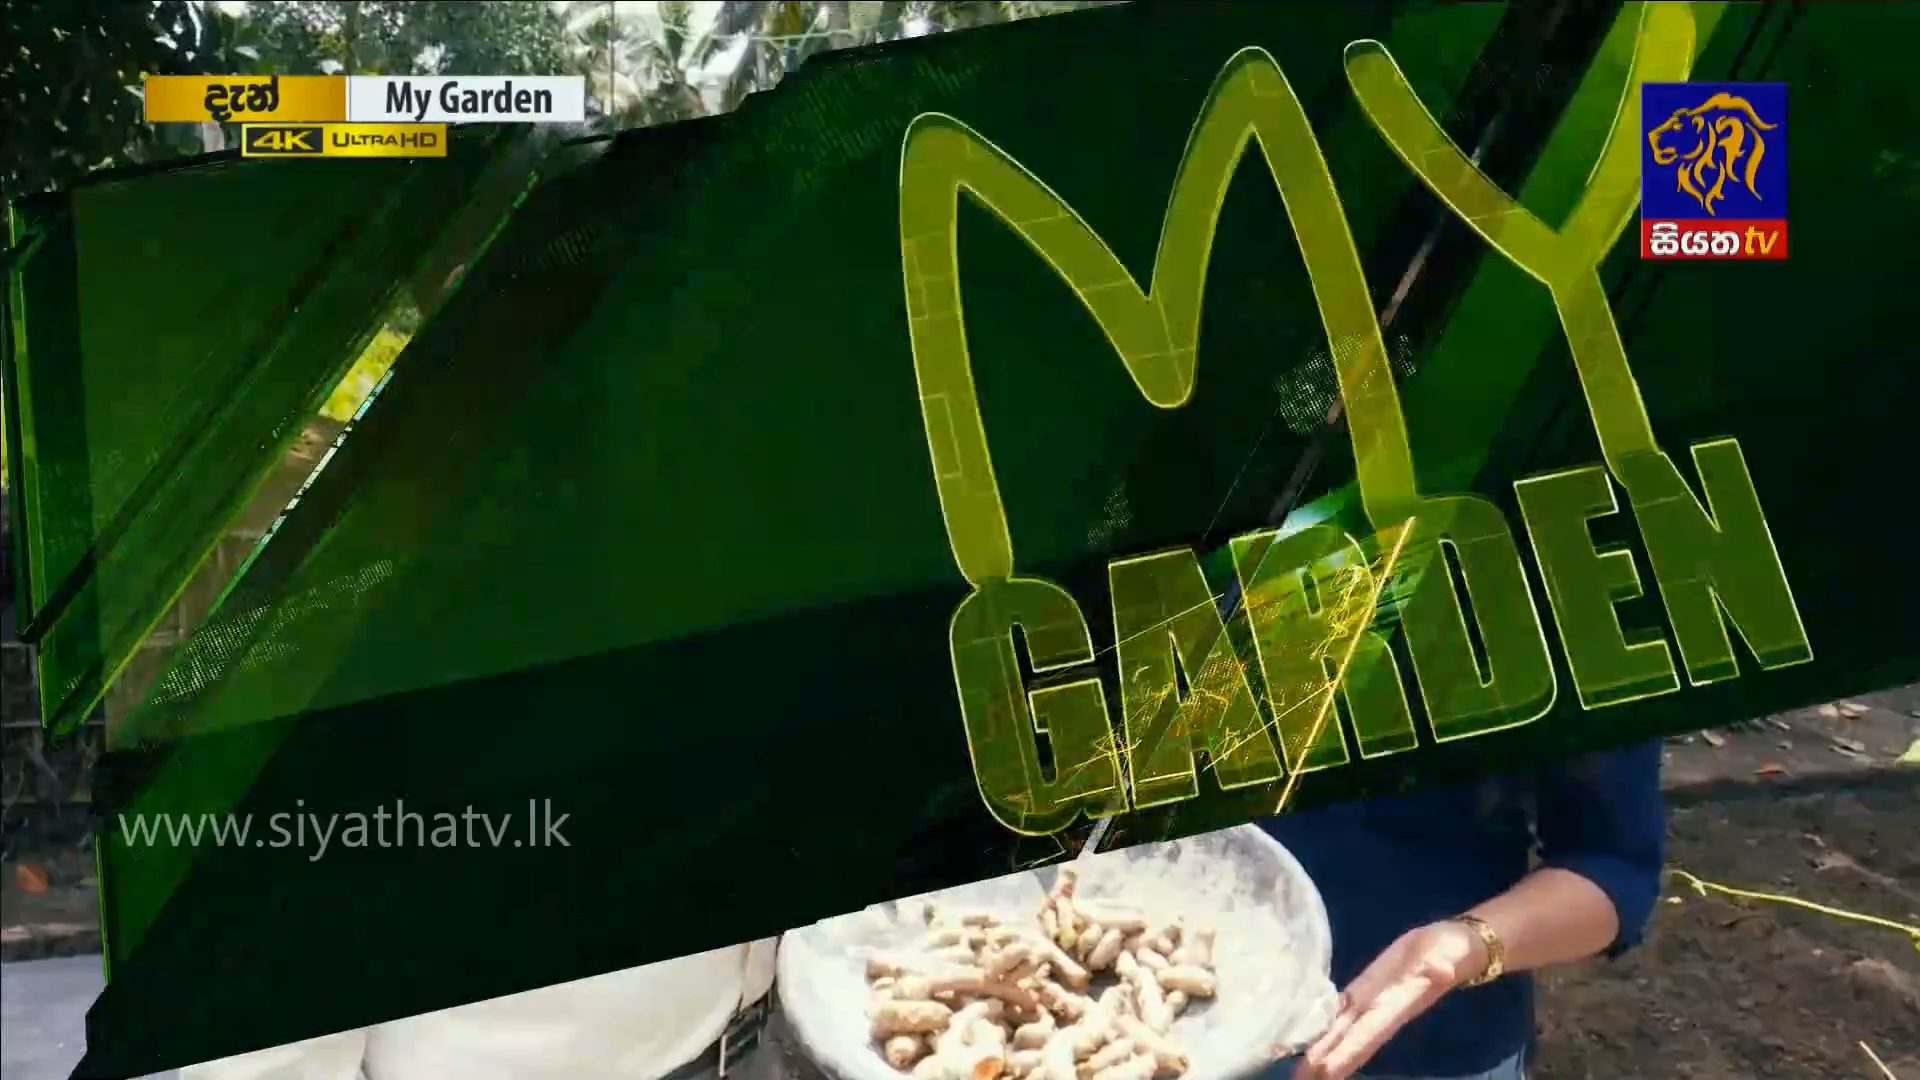 දැන් My Garden
4K ULTRA HD
MY
GARDEN
සියත tv
www.siyathatv.lk